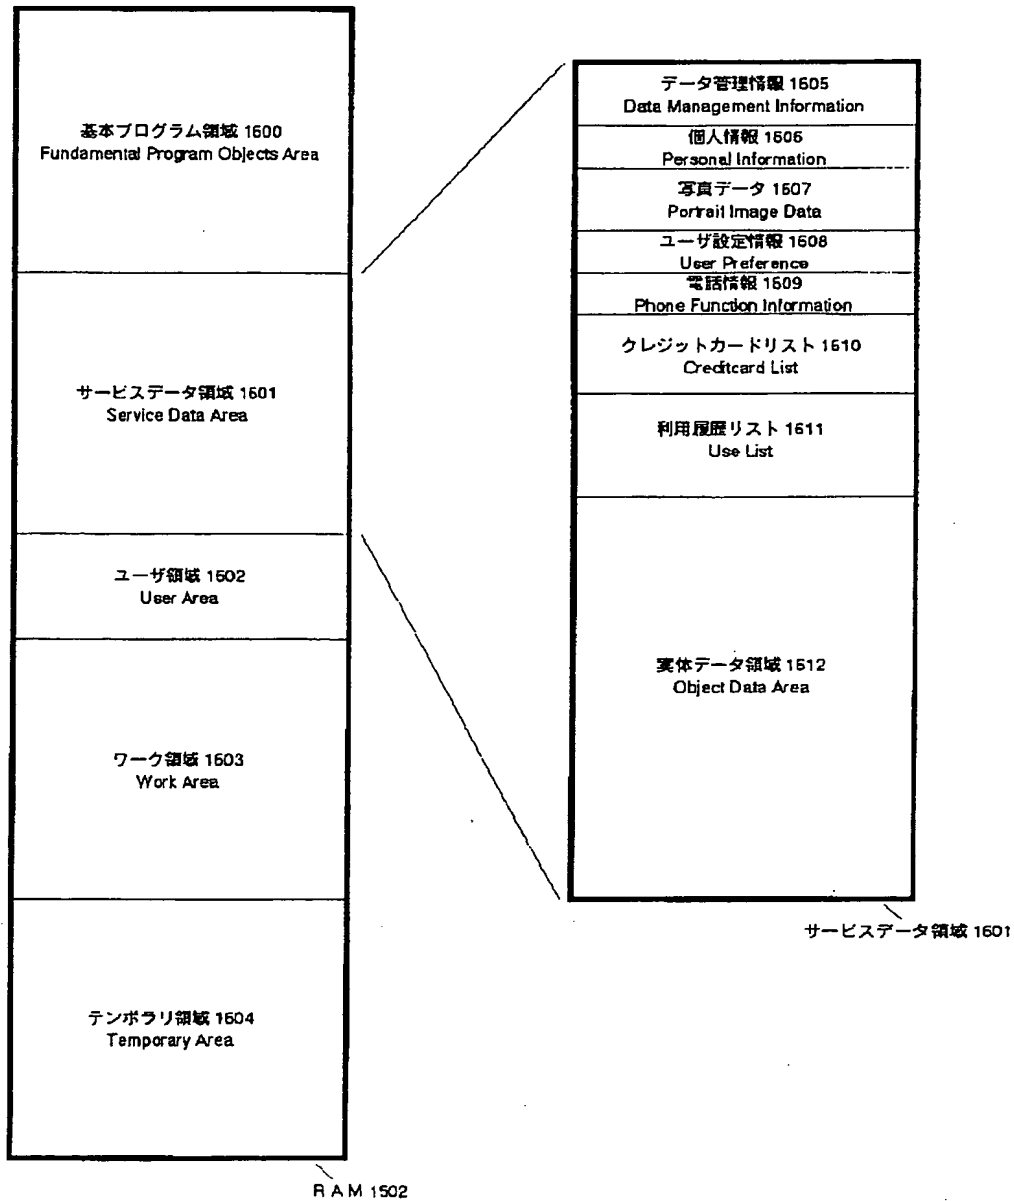 基本プログラム領域 1600
Fundamental Program Objects Area
サービスデータ領域 1601
Service Data Area
ユーザ領域 1602
User Area
ワーク領域 1603
Work Area
テンポラリ領域 1604
Temporary Area
RAM 1502
データ管理情報 1605
Data Management Information
個人情報 1606
Personal Information
写真データ 1607
Portrait Image Data
ユーザ設定情報 1608
User Preference
電話情報 1609
Phone Function Information
クレジットカードリスト 1610
Creditcard List
利用履歴リスト 1611
Use List
実体データ領域 1612
Object Data Area
サービスデータ領域 1601